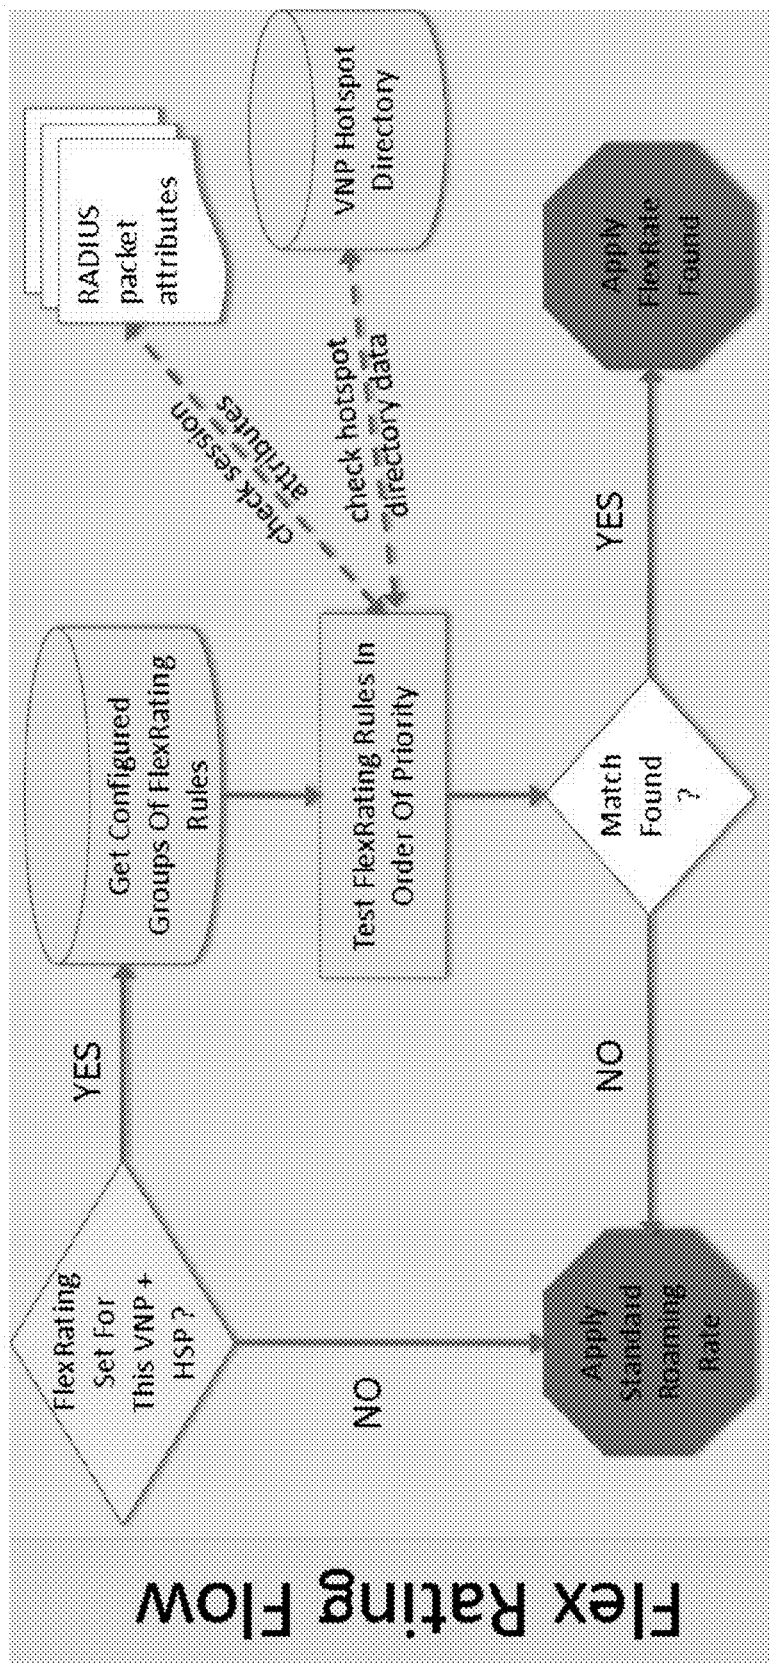 Flex Rating Flow
FlexRating
Set For
This VNP +
HSP ?
YES
NO
Get Configured
Groups Of FlexRating
Rules
RADIUS
packet
attributes
check session
attributes
Test FlexRating Rules In
Order Of Priority
check hotspot
directory data
VNP Hotspot
Directory
Match
Found
?
NO
YES
Apply
Standard
Roaming
Rate
Apply
FlexRate
Found